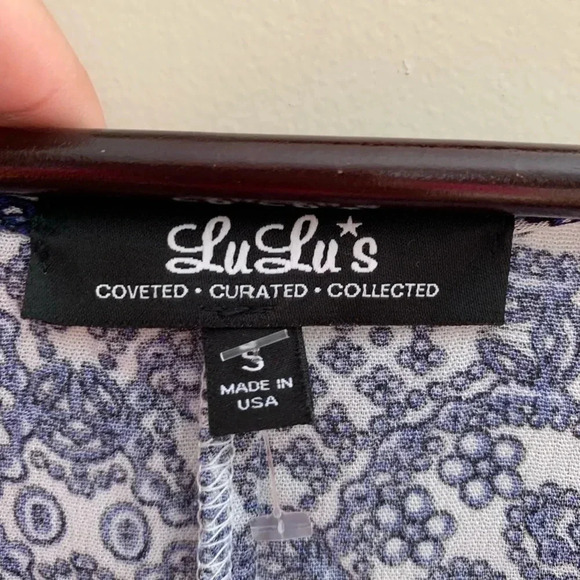 LuLu's
COVETED • CURATED • COLLECTED
S
MADE IN
USA